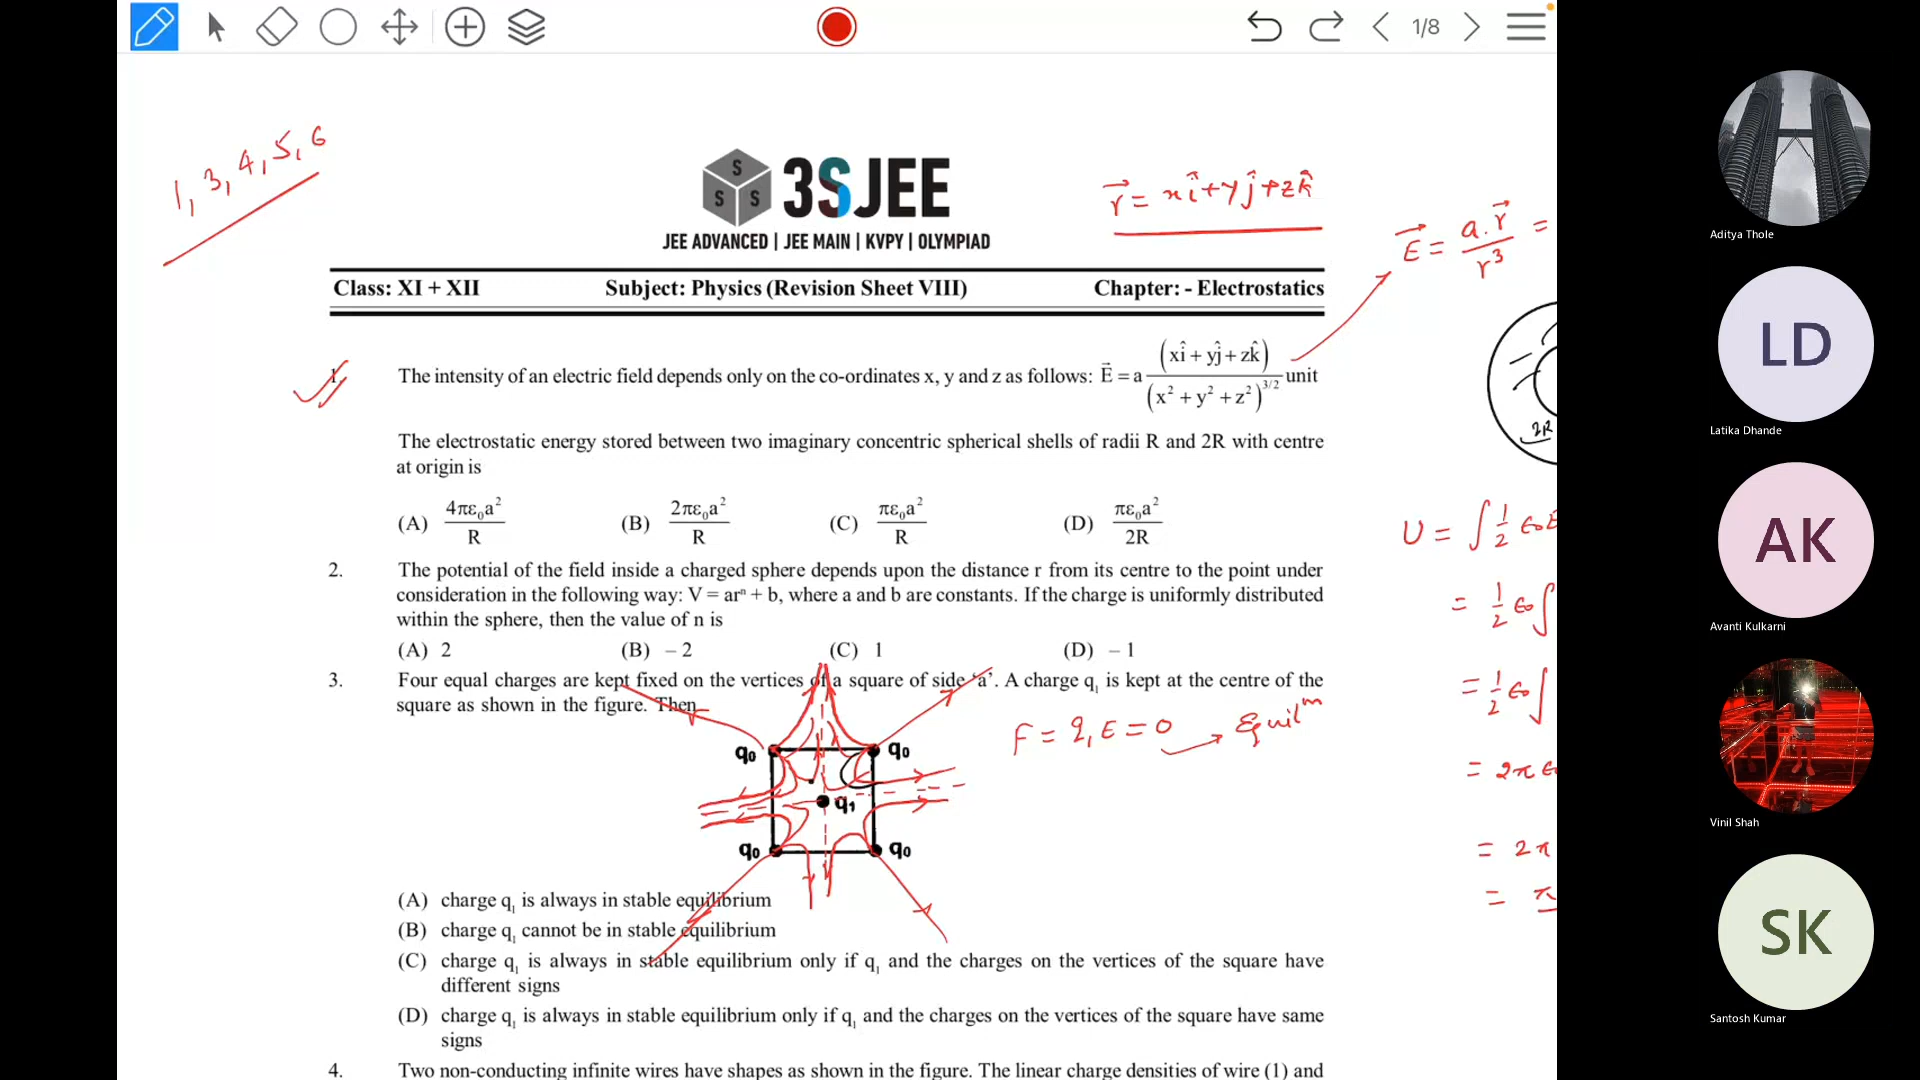 1/8
1, 3, 4, 5, 6
S S S
3SJEE
JEE ADVANCED | JEE MAIN | KVPY | OLYMPIAD
r⃗ = xî+yĵ+zk̂
E⃗ = a.r⃗/r³ =
Class: XI + XII Subject: Physics (Revision Sheet VIII) Chapter: - Electrostatics
1. The intensity of an electric field depends only on the co-ordinates x, y and z as follows: E⃗ = a (xî + yĵ + zk̂)/(x² + y² + z²)^3/2 unit
The electrostatic energy stored between two imaginary concentric spherical shells of radii R and 2R with centre
at origin is
2R
(A) 4πε₀a²/R (B) 2πε₀a²/R (C) πε₀a²/R (D) πε₀a²/2R
U = ∫ 1/2 ε₀E
= 1/2 ε₀∫
= 1/2 ε₀∫
= 2π ε₀
= 2π
= π
2. The potential of the field inside a charged sphere depends upon the distance r from its centre to the point under
consideration in the following way: V = arⁿ + b, where a and b are constants. If the charge is uniformly distributed
within the sphere, then the value of n is
(A) 2 (B) – 2 (C) 1 (D) – 1
3. Four equal charges are kept fixed on the vertices of a square of side ‘a’. A charge q₁ is kept at the centre of the
square as shown in the figure. Then
F = q₁E = 0 → Equilᵐ
q₀ q₀
q₁
q₀ q₀
(A) charge q₁ is always in stable equilibrium
(B) charge q₁ cannot be in stable equilibrium
(C) charge q₁ is always in stable equilibrium only if q₁ and the charges on the vertices of the square have
different signs
(D) charge q₁ is always in stable equilibrium only if q₁ and the charges on the vertices of the square have same
signs
4. Two non-conducting infinite wires have shapes as shown in the figure. The linear charge densities of wire (1) and
Aditya Thole
LD
Latika Dhande
AK
Avanti Kulkarni
Vinil Shah
SK
Santosh Kumar